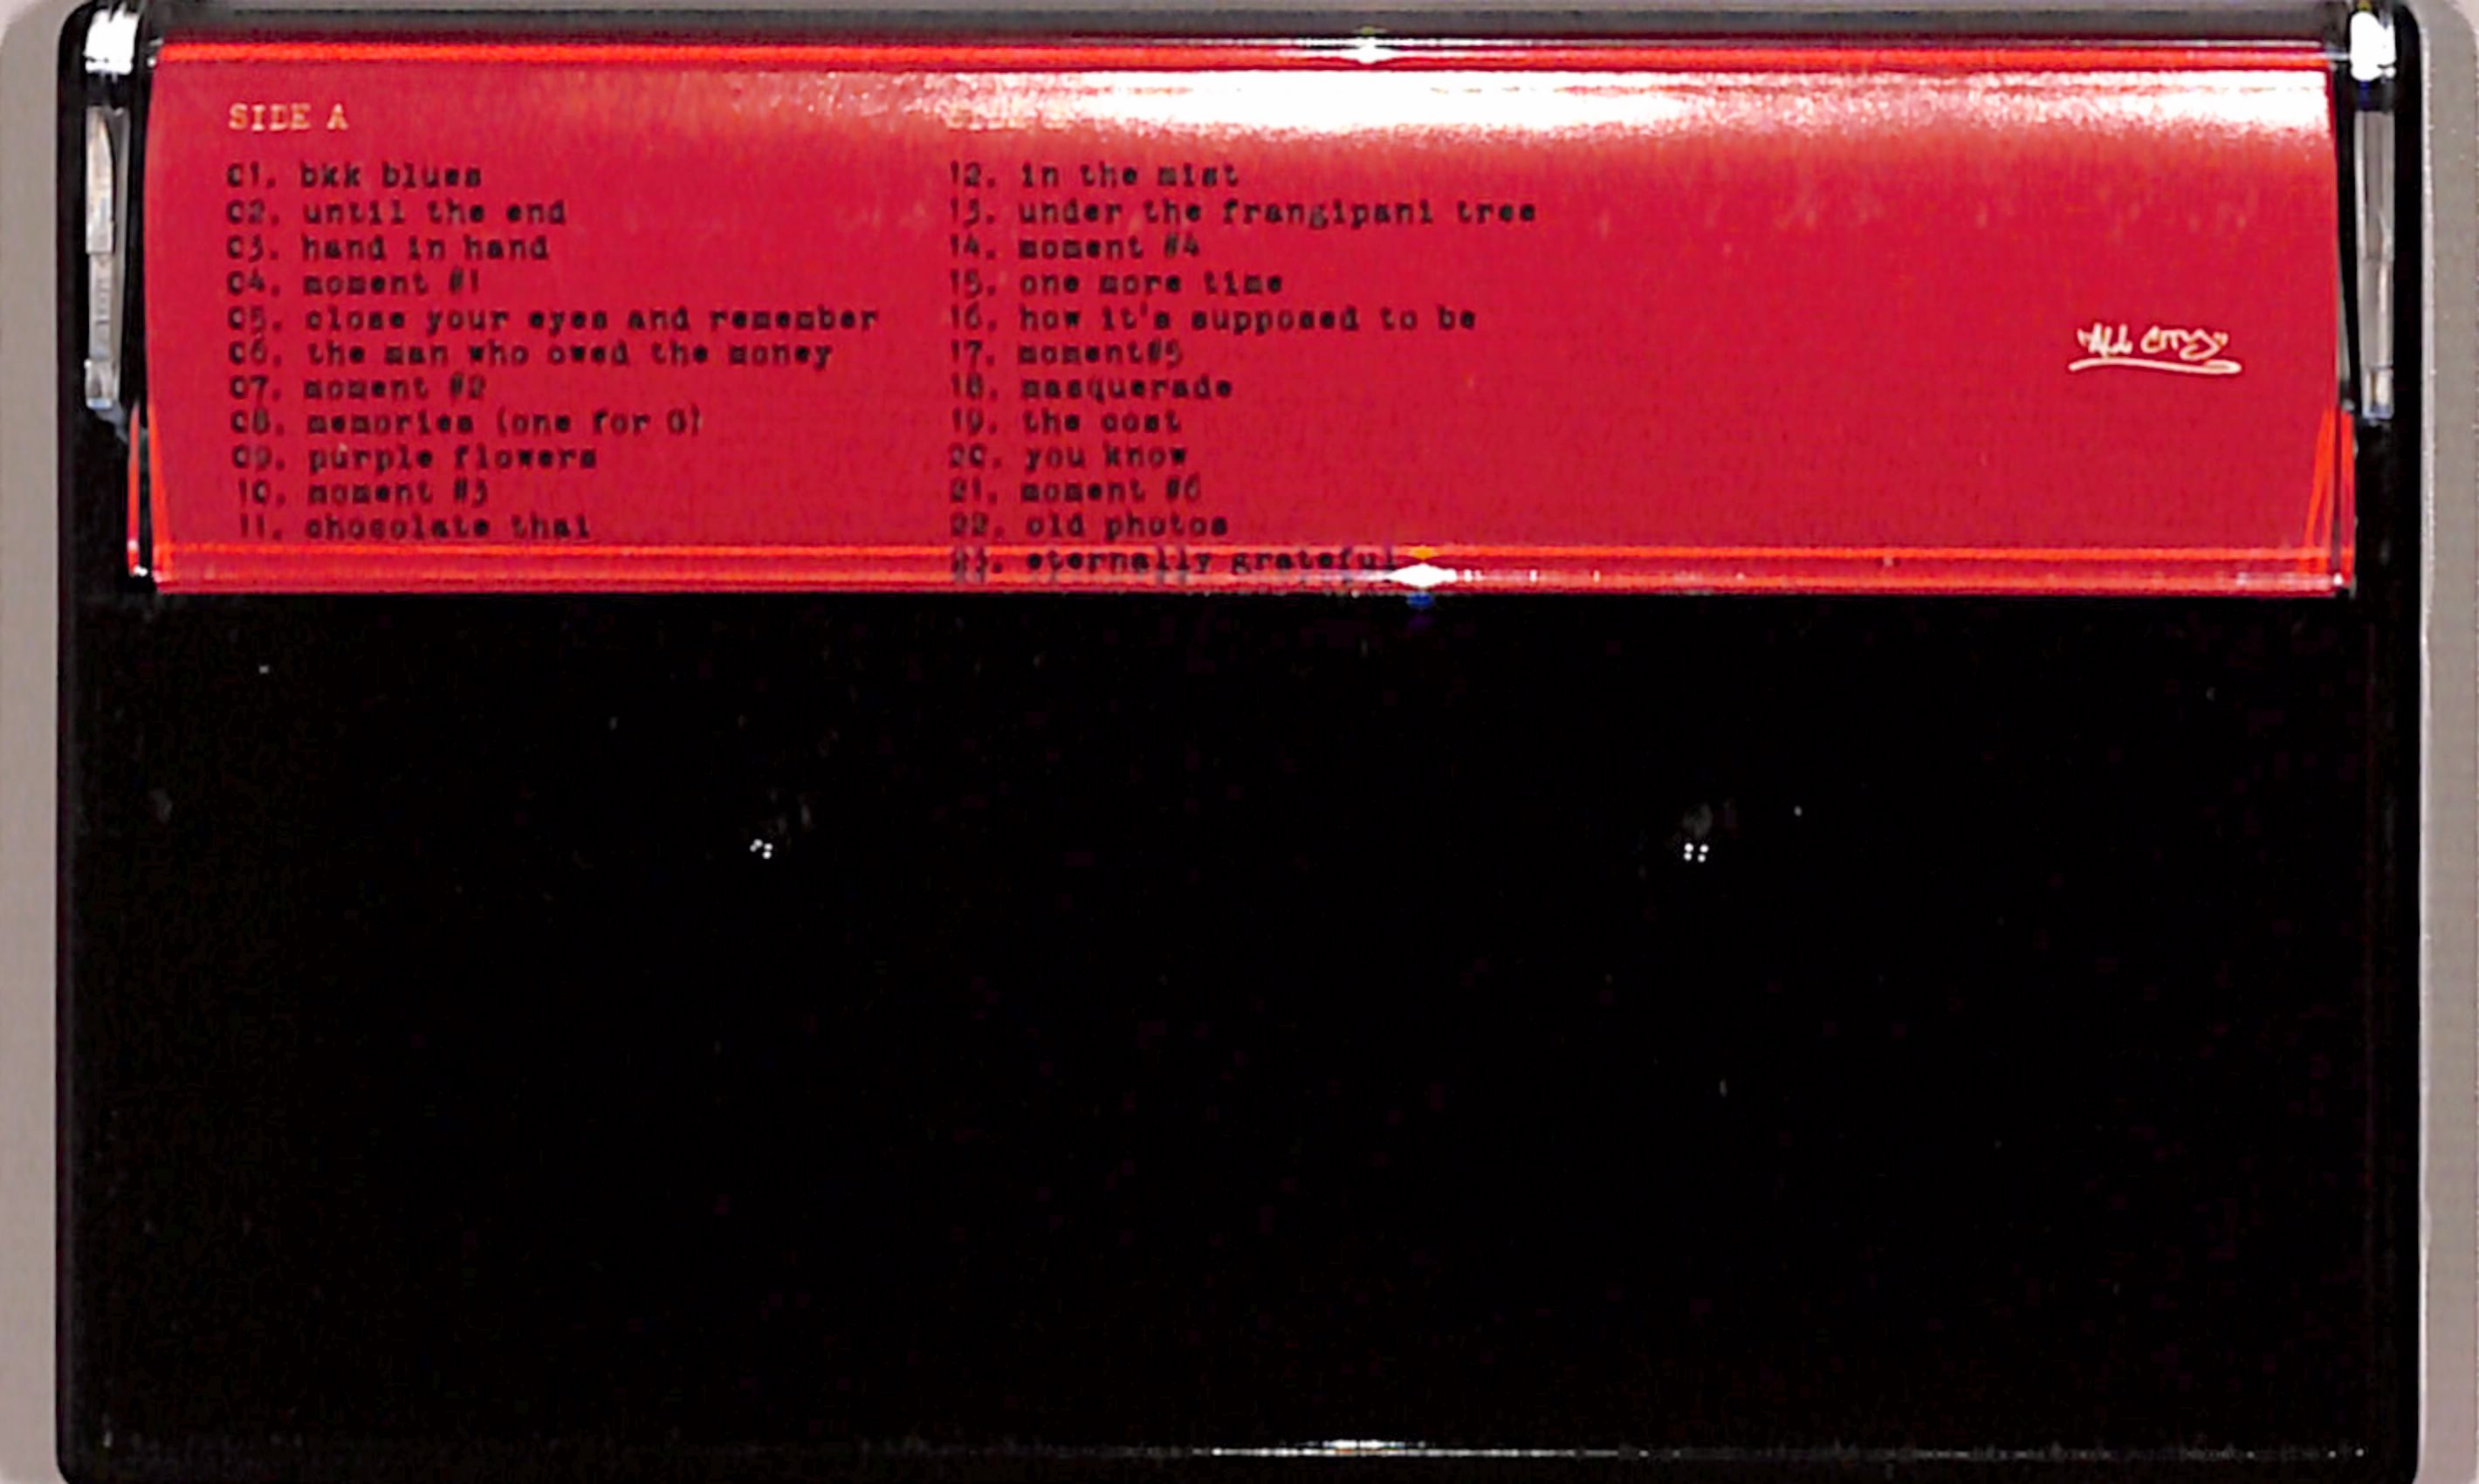 SIDE A
01. bkk blues
02. until the end
03. hand in hand
04. moment #1
05. close your eyes and remember
06. the man who owed the money
07. moment #2
08. memories (one for G)
09. purple flowers
10. moment #3
11. chocolate thai
SIDE B
12. in the mist
13. under the frangipani tree
14. moment #4
15. one more time
16. how it's supposed to be
17. moment#5
18. masquerade
19. the cost
20. you know
21. moment #6
22. old photos
23. eternally grateful
"ALL CITY"